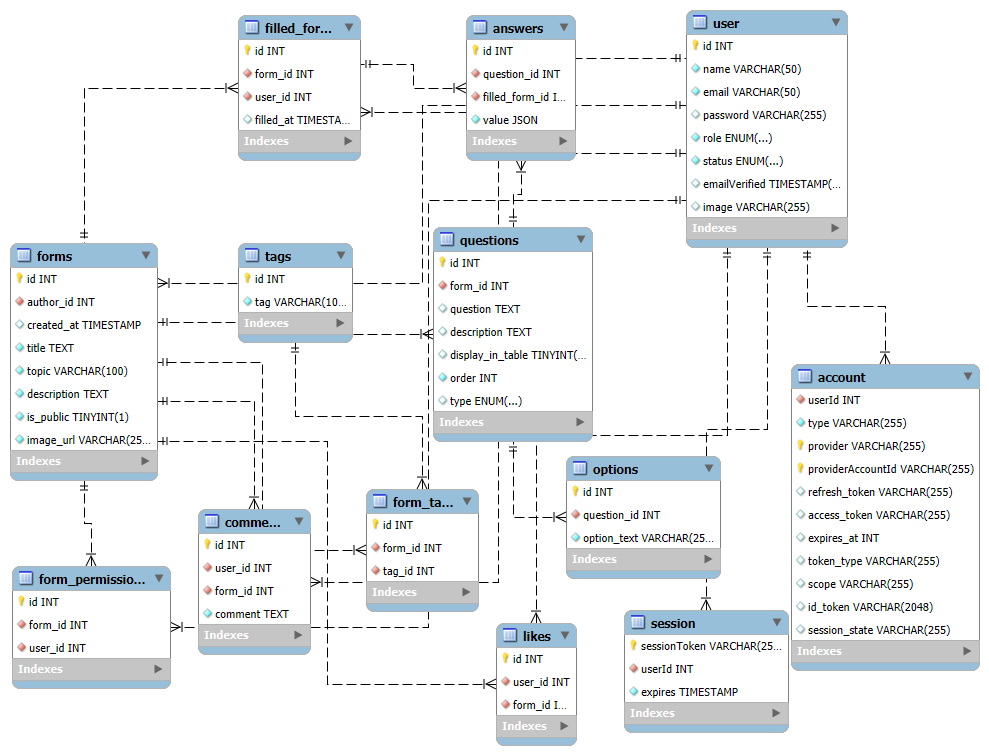 filled_for...
id INT
form_id INT
user_id INT
filled_at TIMESTA...
Indexes
answers
id INT
question_id INT
filled_form_id I...
value JSON
Indexes
user
id INT
name VARCHAR(50)
email VARCHAR(50)
password VARCHAR(255)
role ENUM(...)
status ENUM(...)
emailVerified TIMESTAMP(...
image VARCHAR(255)
Indexes
forms
id INT
author_id INT
created_at TIMESTAMP
title TEXT
topic VARCHAR(100)
description TEXT
is_public TINYINT(1)
image_url VARCHAR(25...
Indexes
tags
id INT
tag VARCHAR(10...
Indexes
questions
id INT
form_id INT
question TEXT
description TEXT
display_in_table TINYINT(...
order INT
type ENUM(...)
Indexes
account
userId INT
type VARCHAR(255)
provider VARCHAR(255)
providerAccountId VARCHAR(255)
refresh_token VARCHAR(255)
access_token VARCHAR(255)
expires_at INT
token_type VARCHAR(255)
scope VARCHAR(255)
id_token VARCHAR(2048)
session_state VARCHAR(255)
Indexes
options
id INT
question_id INT
option_text VARCHAR(25...
Indexes
form_ta...
id INT
form_id INT
tag_id INT
Indexes
comme...
id INT
user_id INT
form_id INT
comment TEXT
Indexes
form_permissio...
id INT
form_id INT
user_id INT
Indexes
likes
id INT
user_id INT
form_id I...
Indexes
session
sessionToken VARCHAR(25...
userId INT
expires TIMESTAMP
Indexes